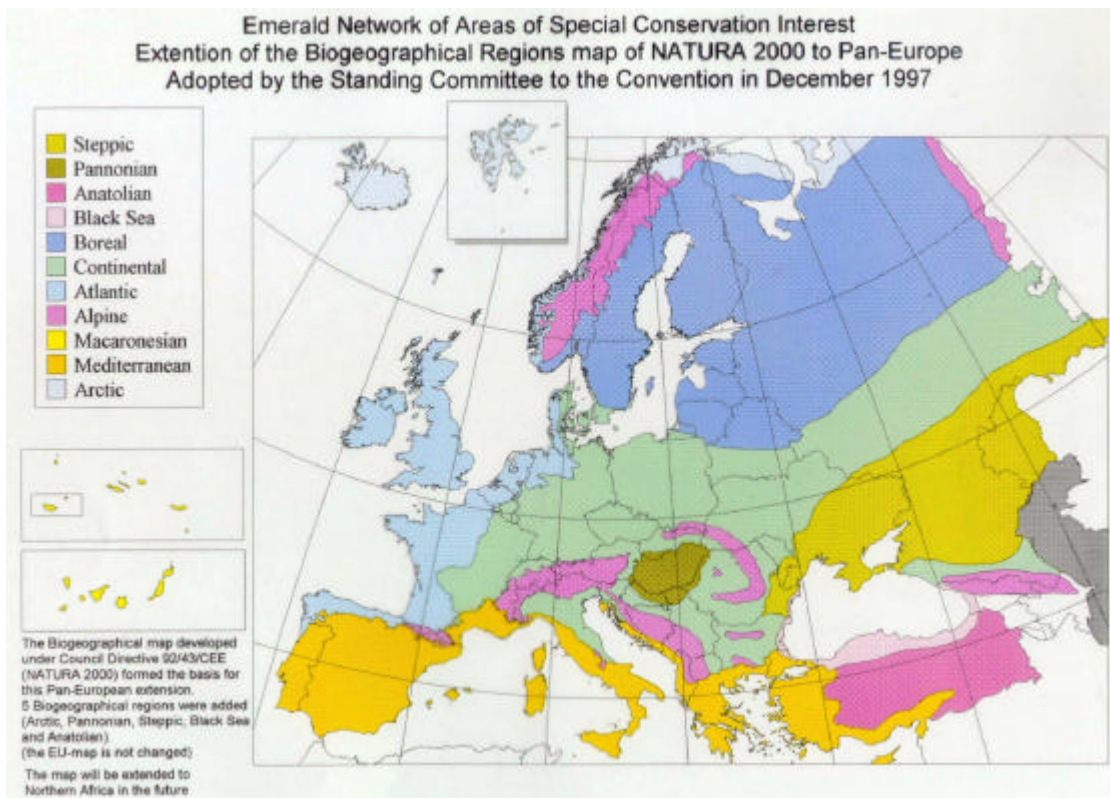 Emerald Network of Areas of Special Conservation Interest
Extention of the Biogeographical Regions map of NATURA 2000 to Pan-Europe
Adopted by the Standing Committee to the Convention in December 1997
Steppic
Pannonian
Anatolian
Black Sea
Boreal
Continental
Atlantic
Alpine
Macaronesian
Mediterranean
Arctic
The Biogeographical map developed
under Council Directive 92/43/CEE
(NATURA 2000) formed the basis for
this Pan-European extension.
5 Biogeographical regions were added
(Arctic, Pannonian, Steppic, Black Sea
and Anatolian)
(the EU-map is not changed)
The map will be extended to
Northern Africa in the future